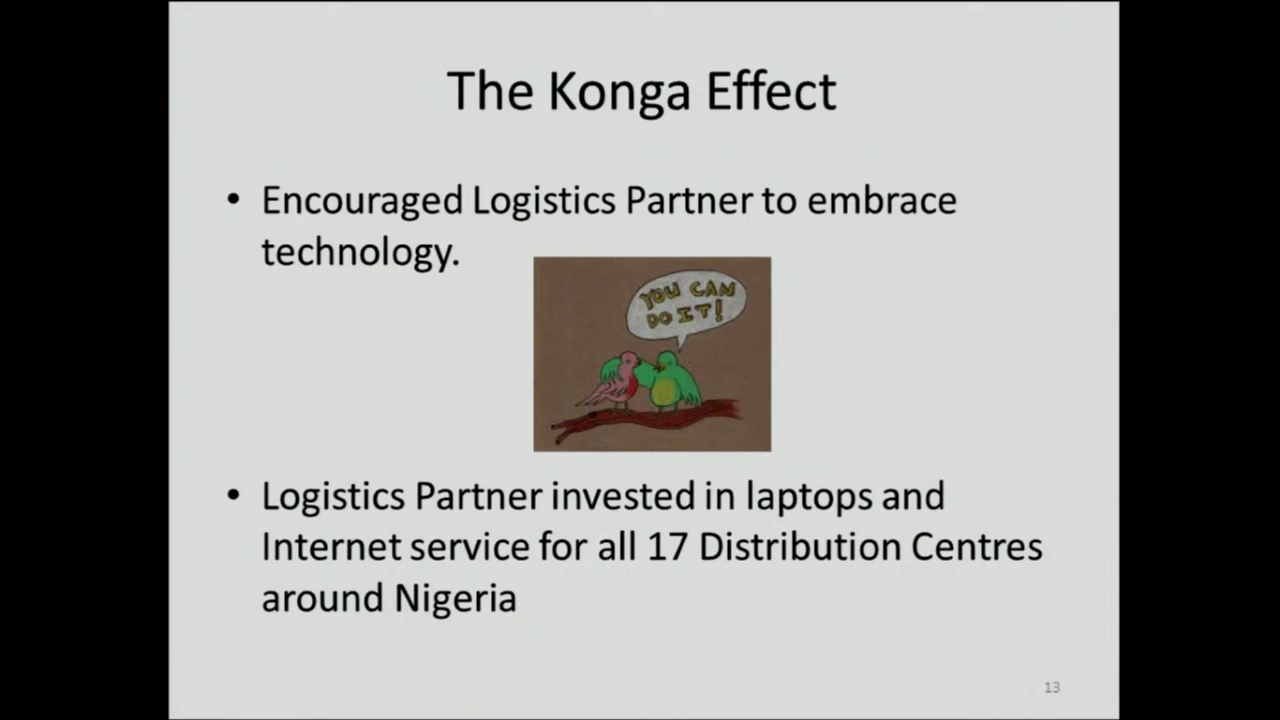 The Konga Effect
• Encouraged Logistics Partner to embrace
technology.
YOU CAN
DO IT!
• Logistics Partner invested in laptops and
Internet service for all 17 Distribution Centres
around Nigeria
13